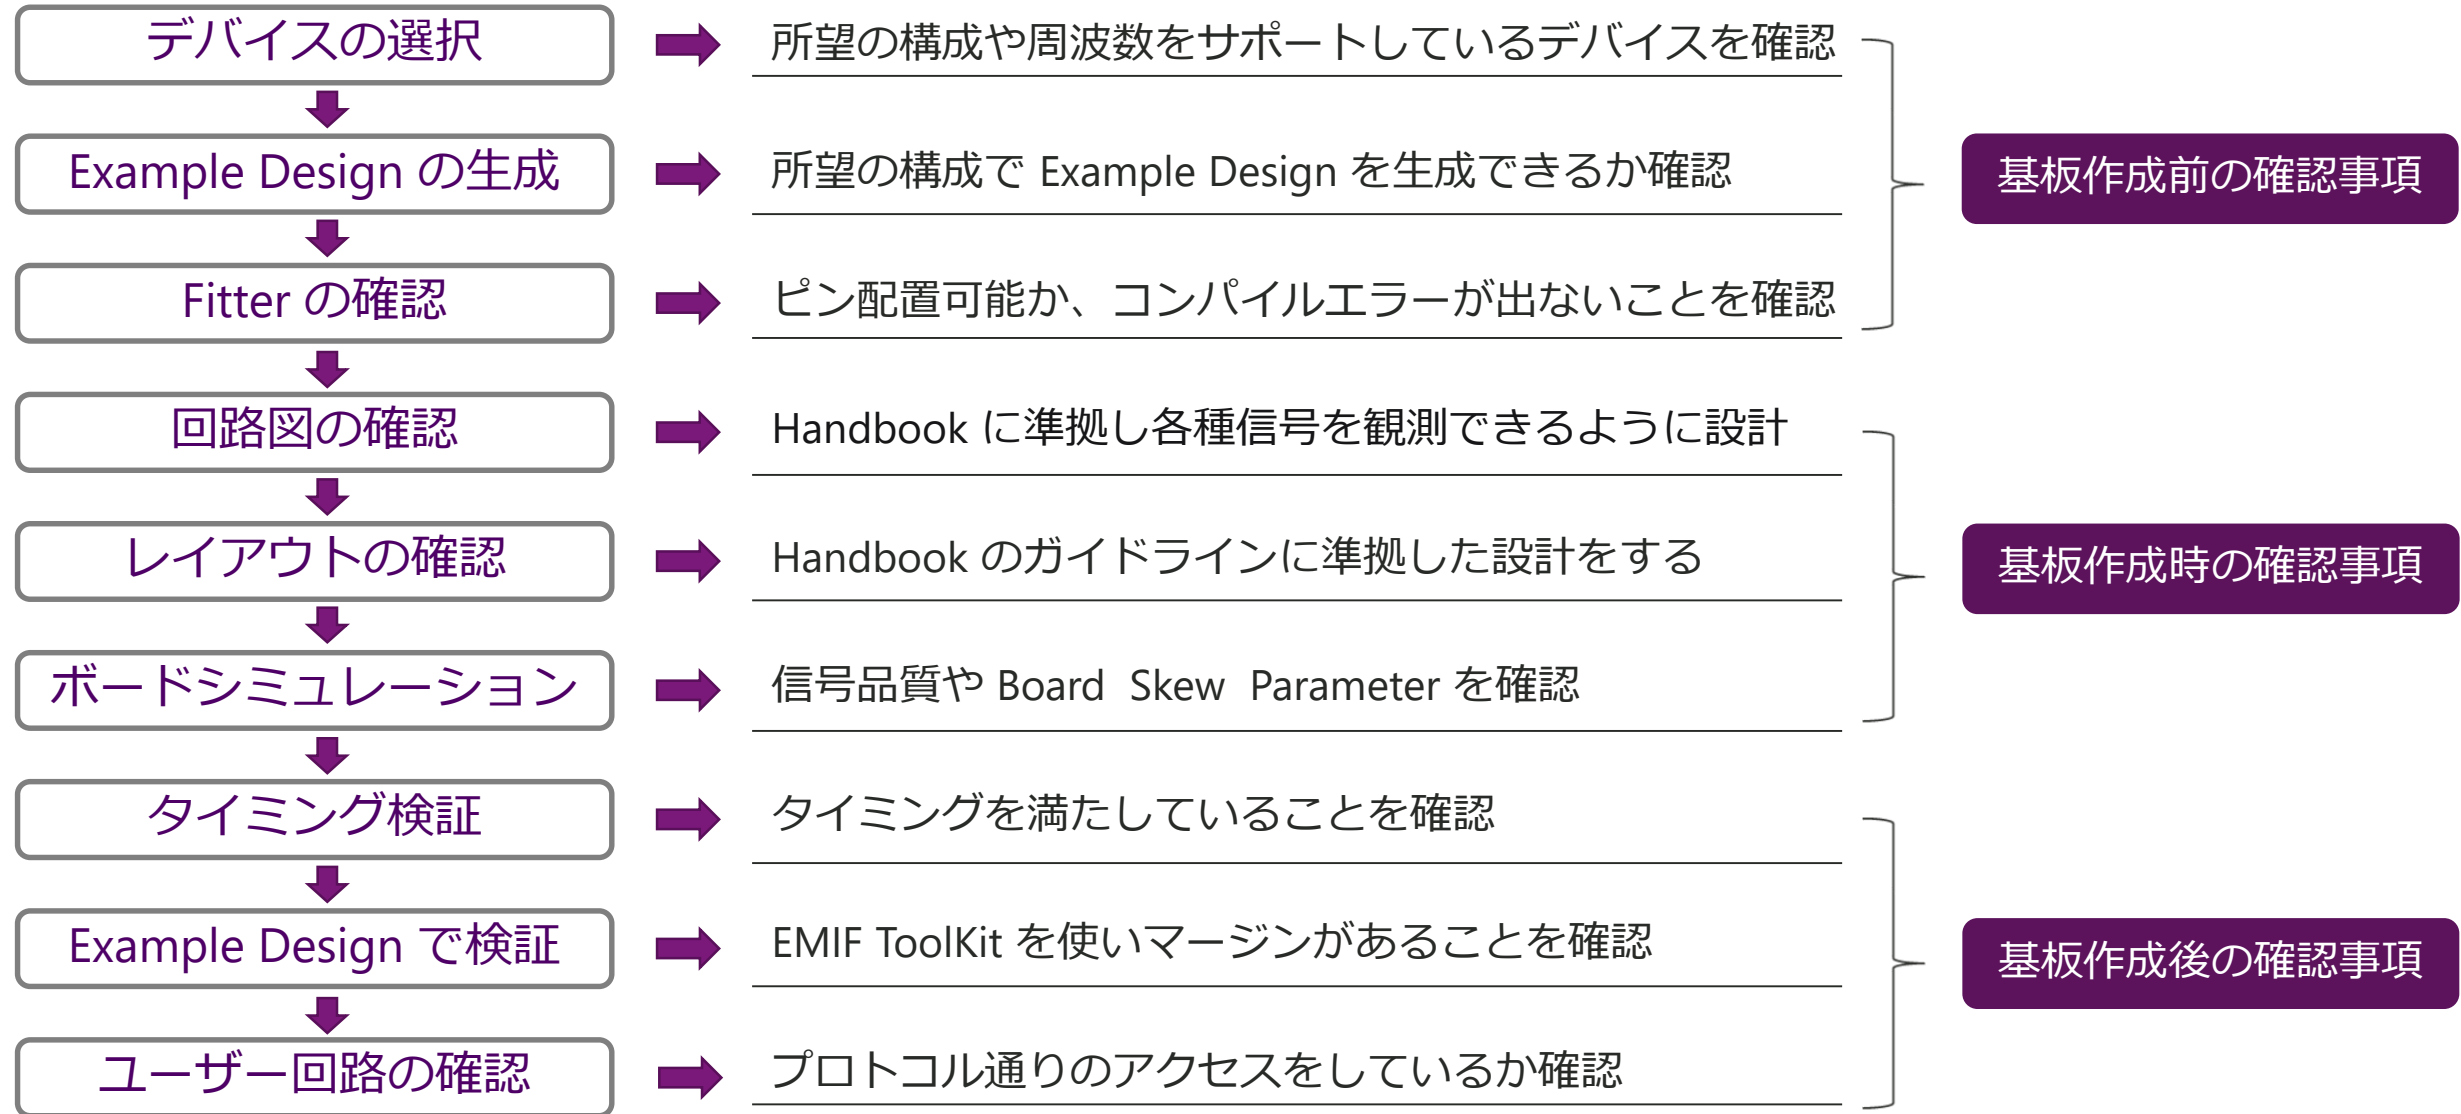 デバイスの選択
所望の構成や周波数をサポートしているデバイスを確認
Example Design の生成
所望の構成で Example Design を生成できるか確認
基板作成前の確認事項
Fitter の確認
ピン配置可能か、コンパイルエラーが出ないことを確認
回路図の確認
Handbook に準拠し各種信号を観測できるように設計
レイアウトの確認
Handbook のガイドラインに準拠した設計をする
基板作成時の確認事項
ボードシミュレーション
信号品質や Board Skew Parameter を確認
タイミング検証
タイミングを満たしていることを確認
Example Design で検証
EMIF ToolKit を使いマージンがあることを確認
基板作成後の確認事項
ユーザー回路の確認
プロトコル通りのアクセスをしているか確認